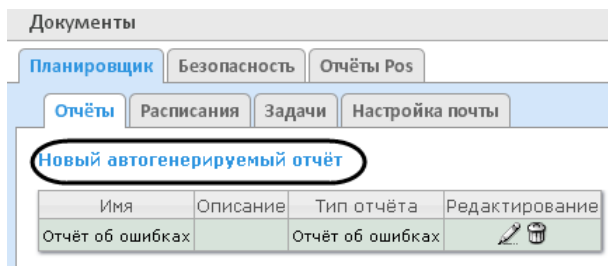 Документы
Планировщик Безопасность Отчёты Pos
Отчёты Расписания Задачи Настройка почты
Новый автогенерируемый отчёт
Имя Описание Тип отчёта Редактирование
Отчёт об ошибках Отчёт об ошибках